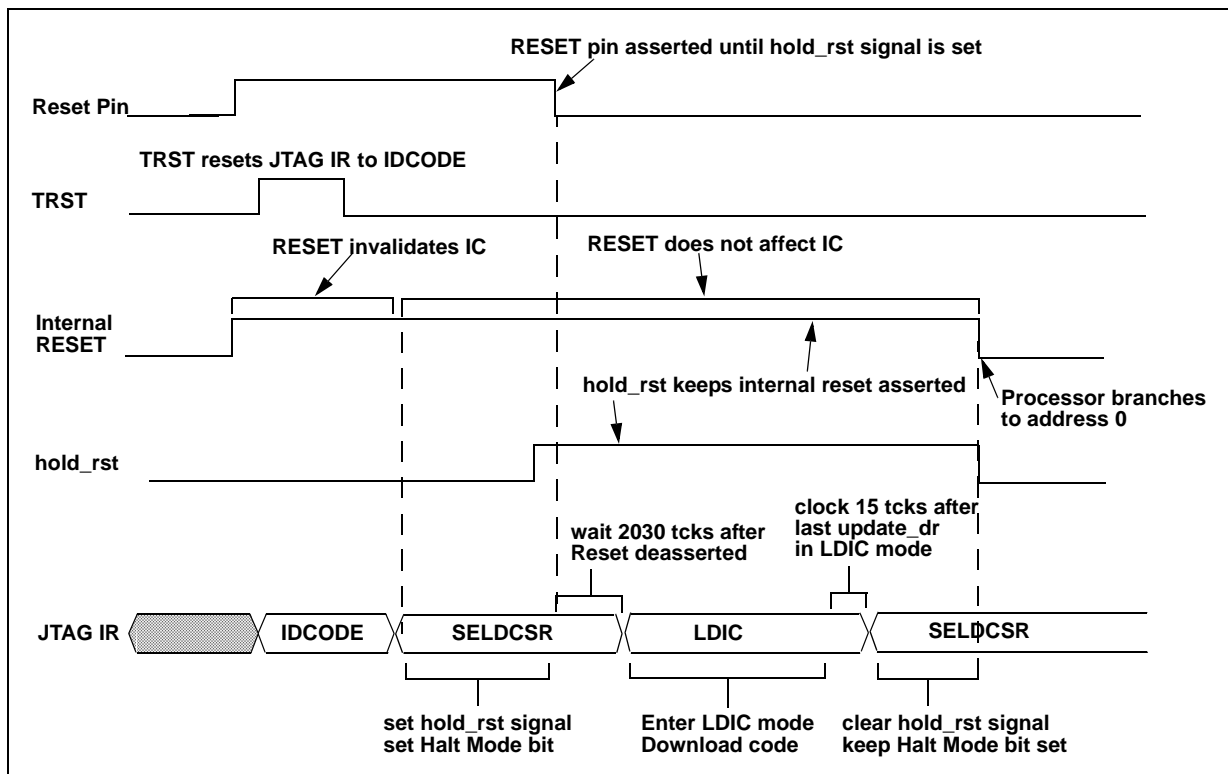 RESET pin asserted until hold_rst signal is set
Reset Pin
TRST resets JTAG IR to IDCODE
TRST
RESET invalidates IC
RESET does not affect IC
Internal
RESET
hold_rst keeps internal reset asserted
Processor branches
to address 0
hold_rst
wait 2030 tcks after
Reset deasserted
clock 15 tcks after
last update_dr
in LDIC mode
JTAG IR
IDCODE
SELDCSR
LDIC
SELDCSR
set hold_rst signal
set Halt Mode bit
Enter LDIC mode
Download code
clear hold_rst signal
keep Halt Mode bit set